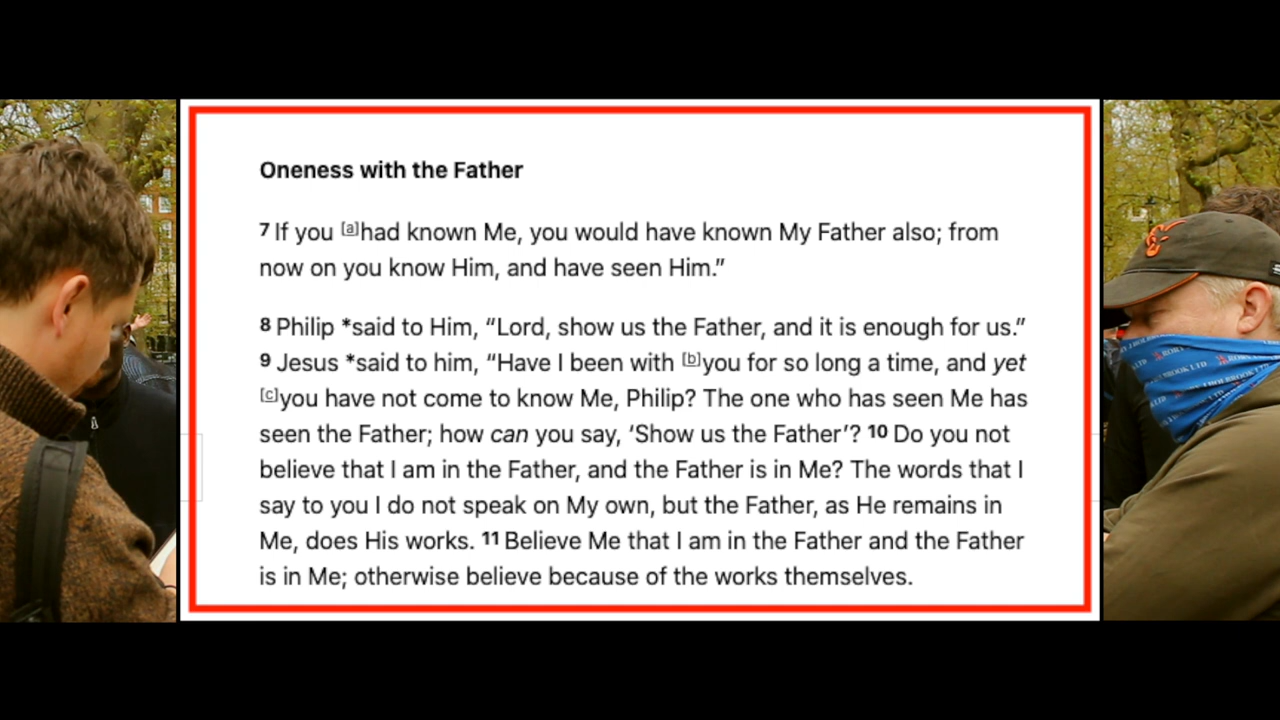 Oneness with the Father
7 If you [a]had known Me, you would have known My Father also; from
now on you know Him, and have seen Him.”
8 Philip *said to Him, “Lord, show us the Father, and it is enough for us.”
9 Jesus *said to him, “Have I been with [b]you for so long a time, and yet
[c]you have not come to know Me, Philip? The one who has seen Me has
seen the Father; how can you say, ‘Show us the Father’? 10 Do you not
believe that I am in the Father, and the Father is in Me? The words that I
say to you I do not speak on My own, but the Father, as He remains in
Me, does His works. 11 Believe Me that I am in the Father and the Father
is in Me; otherwise believe because of the works themselves.